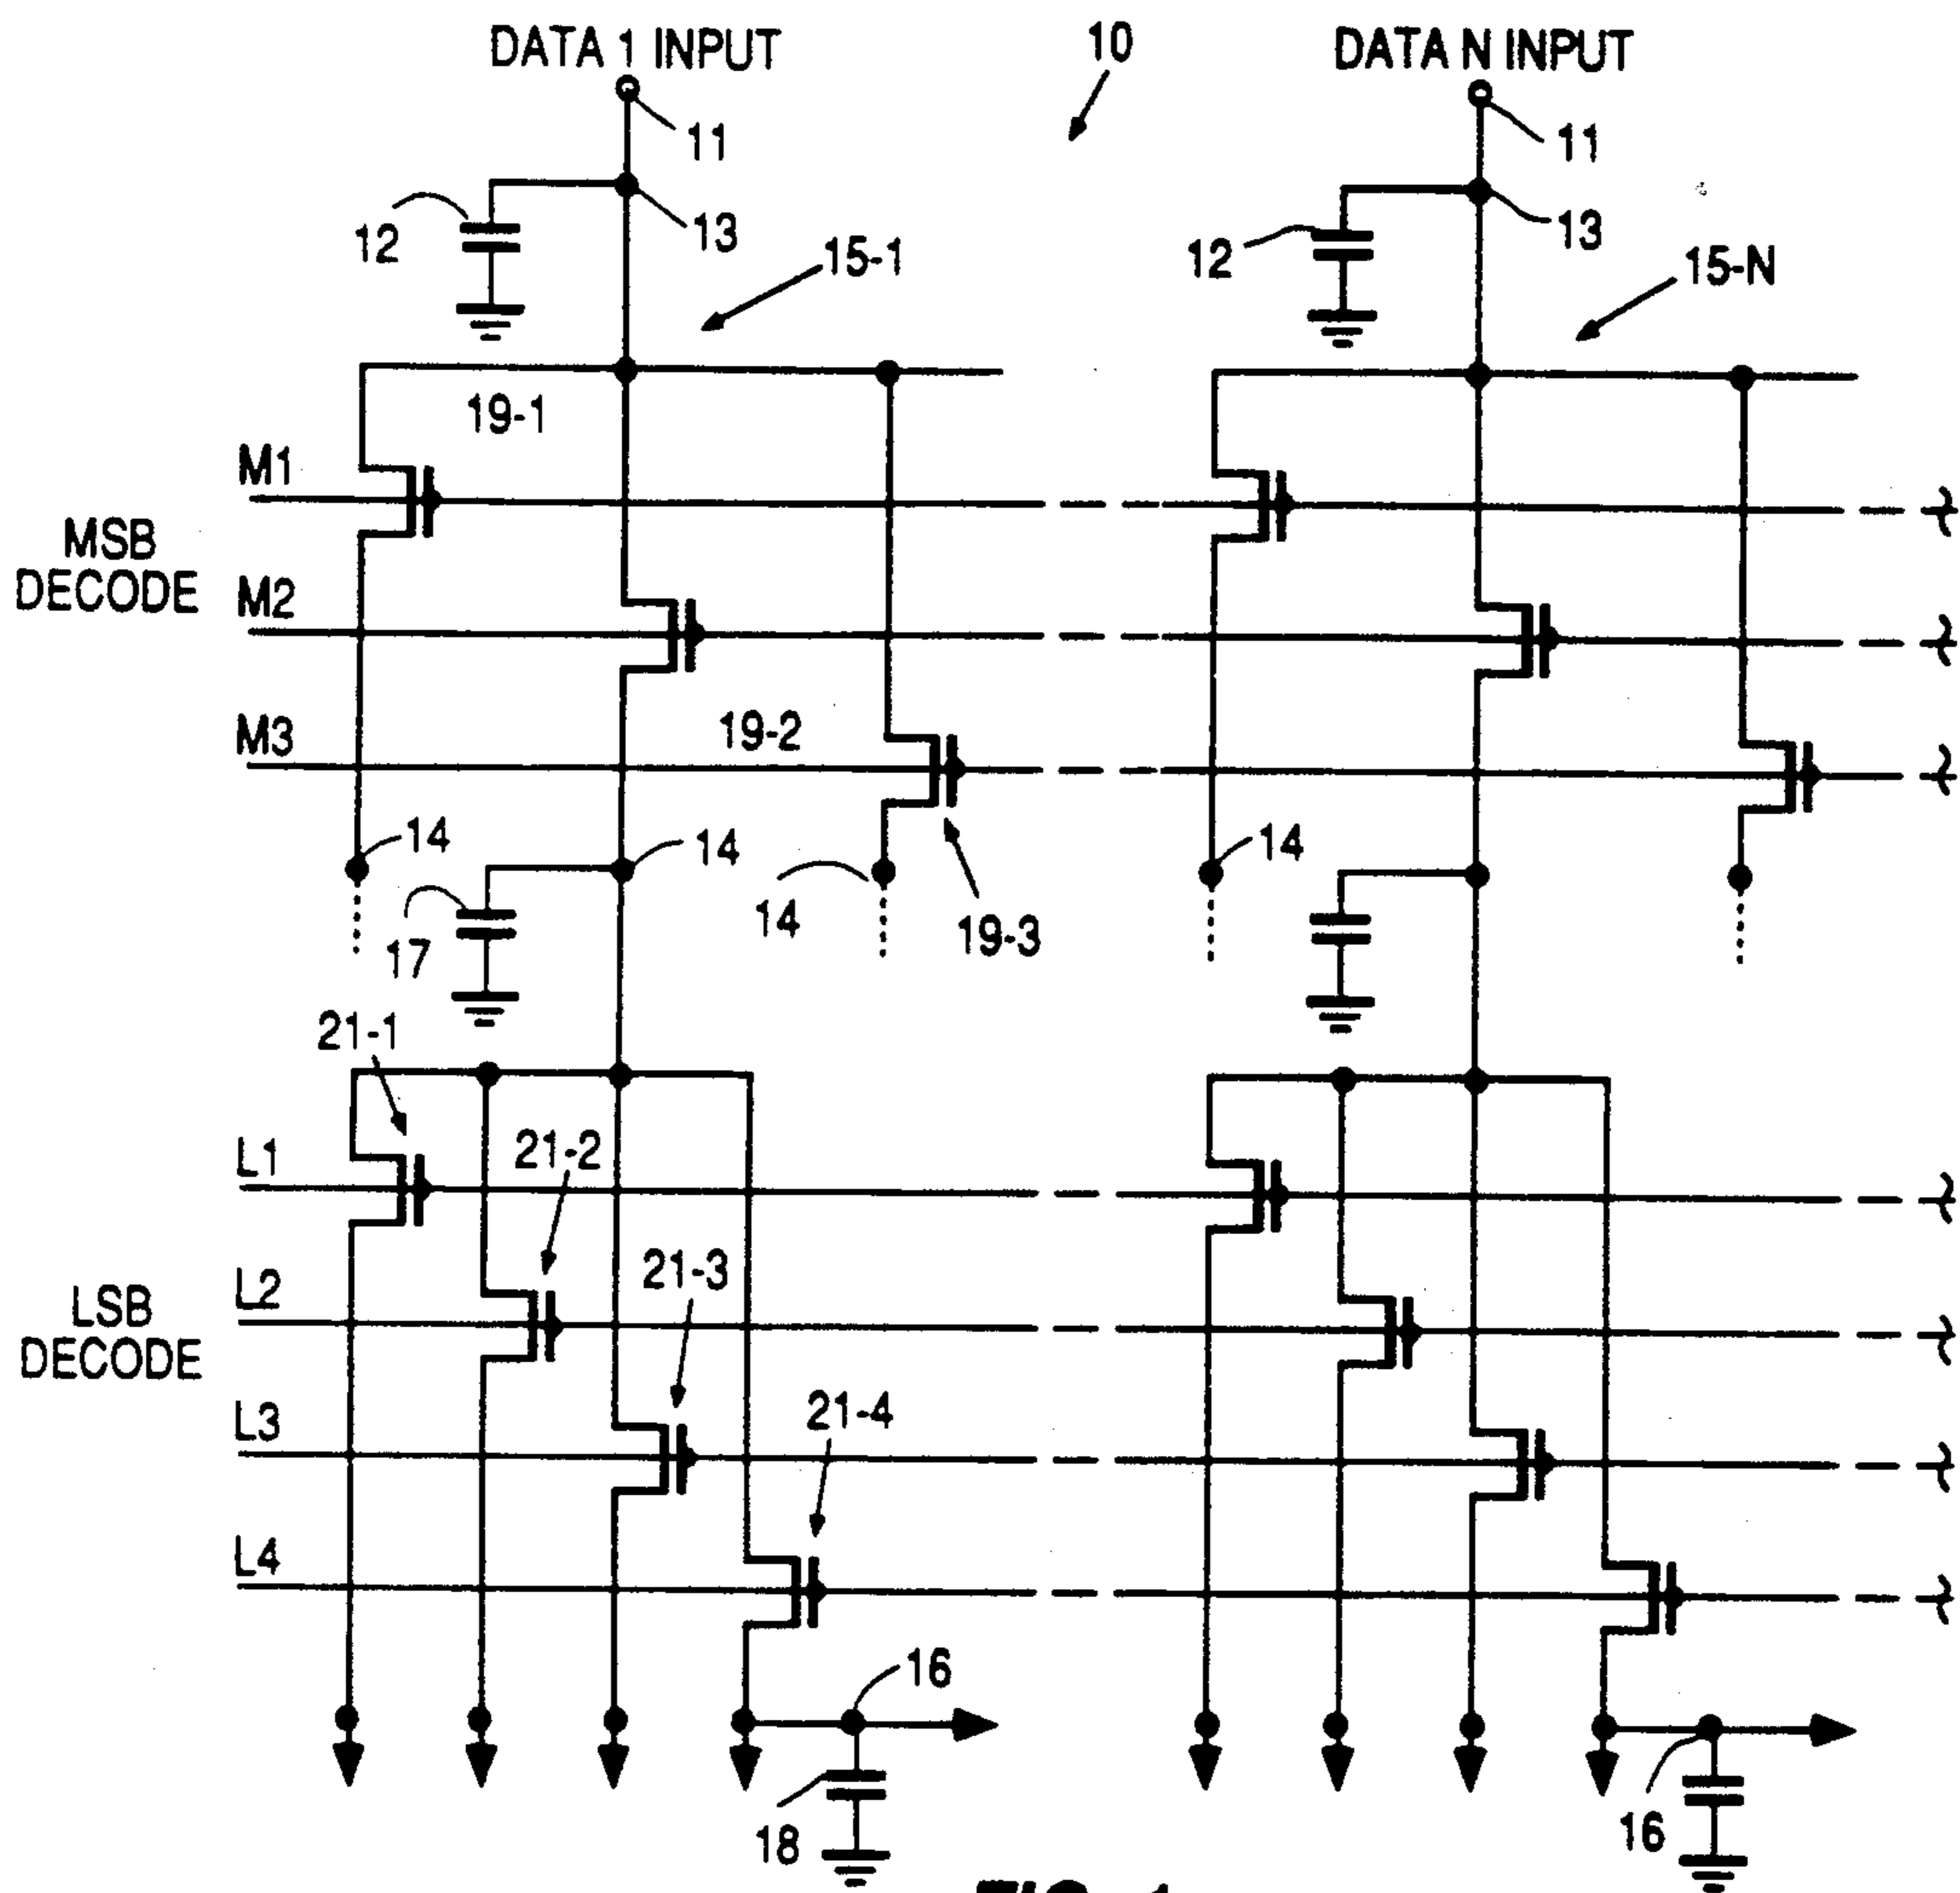 DATA 1 INPUT
10
DATA N INPUT
11
11
12
13
12
13
15-1
15-N
19-1
M1
MSB
DECODE
M2
M3
19-2
14
14
14
14
19-3
17
21-1
L1
21-2
21-3
LSB
DECODE
L2
L3
21-4
L4
16
18
16